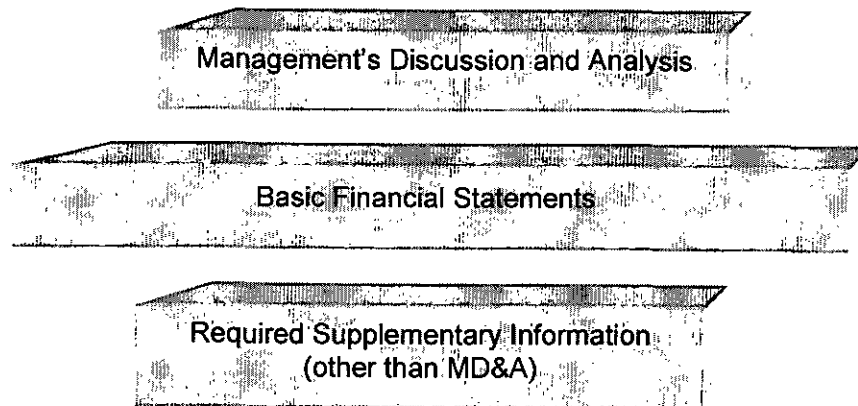 Management's Discussion and Analysis
Basic Financial Statements
Required Supplementary Information
(other than MD&A)